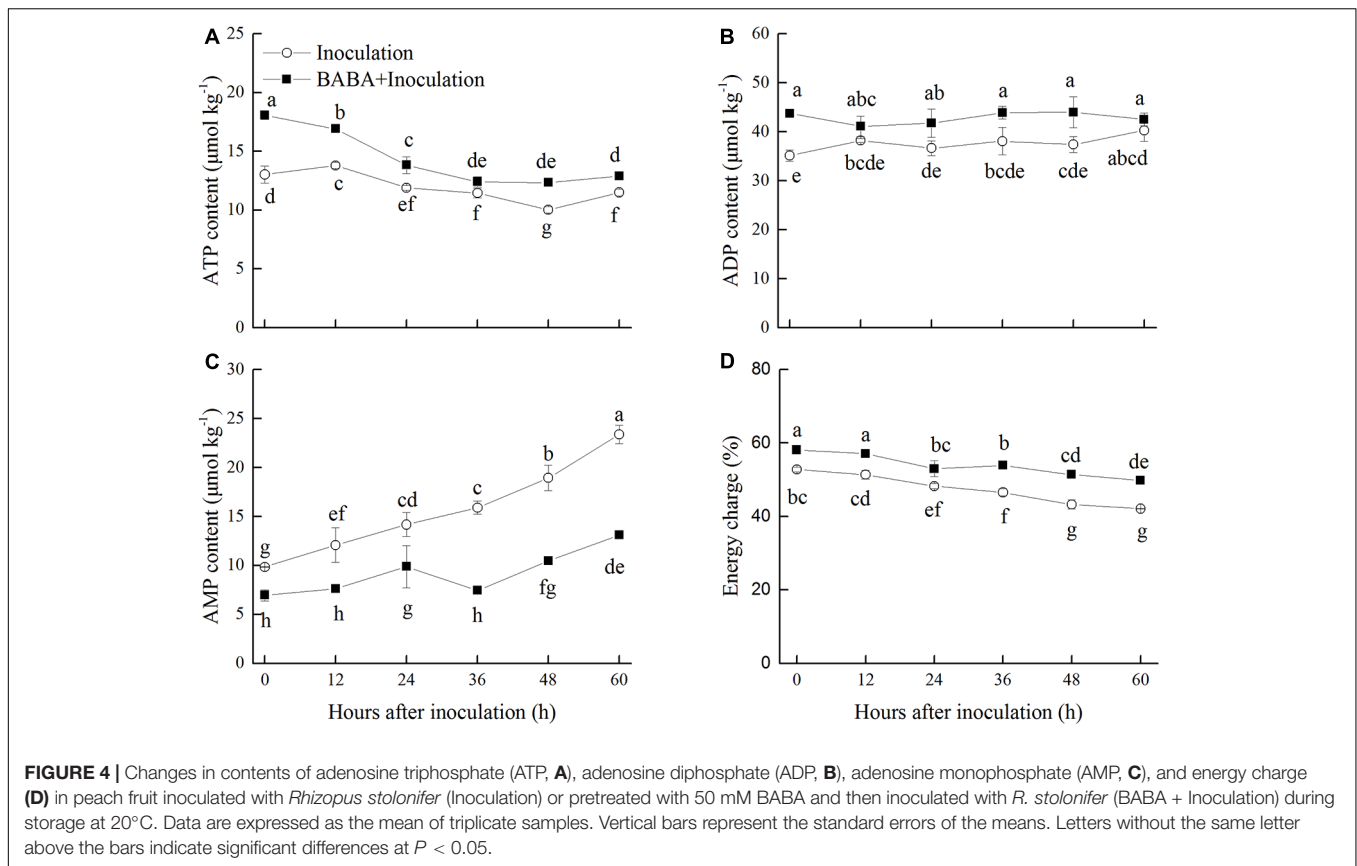 A
25
20
15
10
5
0
ATP content (μmol kg⁻¹)
Inoculation
BABA+Inoculation
a
b
c
de
de
d
d
c
ef
f
g
f
B
60
50
40
30
20
10
0
ADP content (μmol kg⁻¹)
a
abc
ab
a
a
a
e
bcde
de
bcde
cde
abcd
C
30
25
20
15
10
5
0
AMP content (μmol kg⁻¹)
g
ef
cd
c
b
a
h
h
g
h
fg
de
0 12 24 36 48 60
Hours after inoculation (h)
D
80
60
40
20
0
Energy charge (%)
a
a
bc
b
cd
de
bc
cd
ef
f
g
g
0 12 24 36 48 60
Hours after inoculation (h)
FIGURE 4 | Changes in contents of adenosine triphosphate (ATP, A), adenosine diphosphate (ADP, B), adenosine monophosphate (AMP, C), and energy charge
(D) in peach fruit inoculated with Rhizopus stolonifer (Inoculation) or pretreated with 50 mM BABA and then inoculated with R. stolonifer (BABA + Inoculation) during
storage at 20°C. Data are expressed as the mean of triplicate samples. Vertical bars represent the standard errors of the means. Letters without the same letter
above the bars indicate significant differences at P < 0.05.